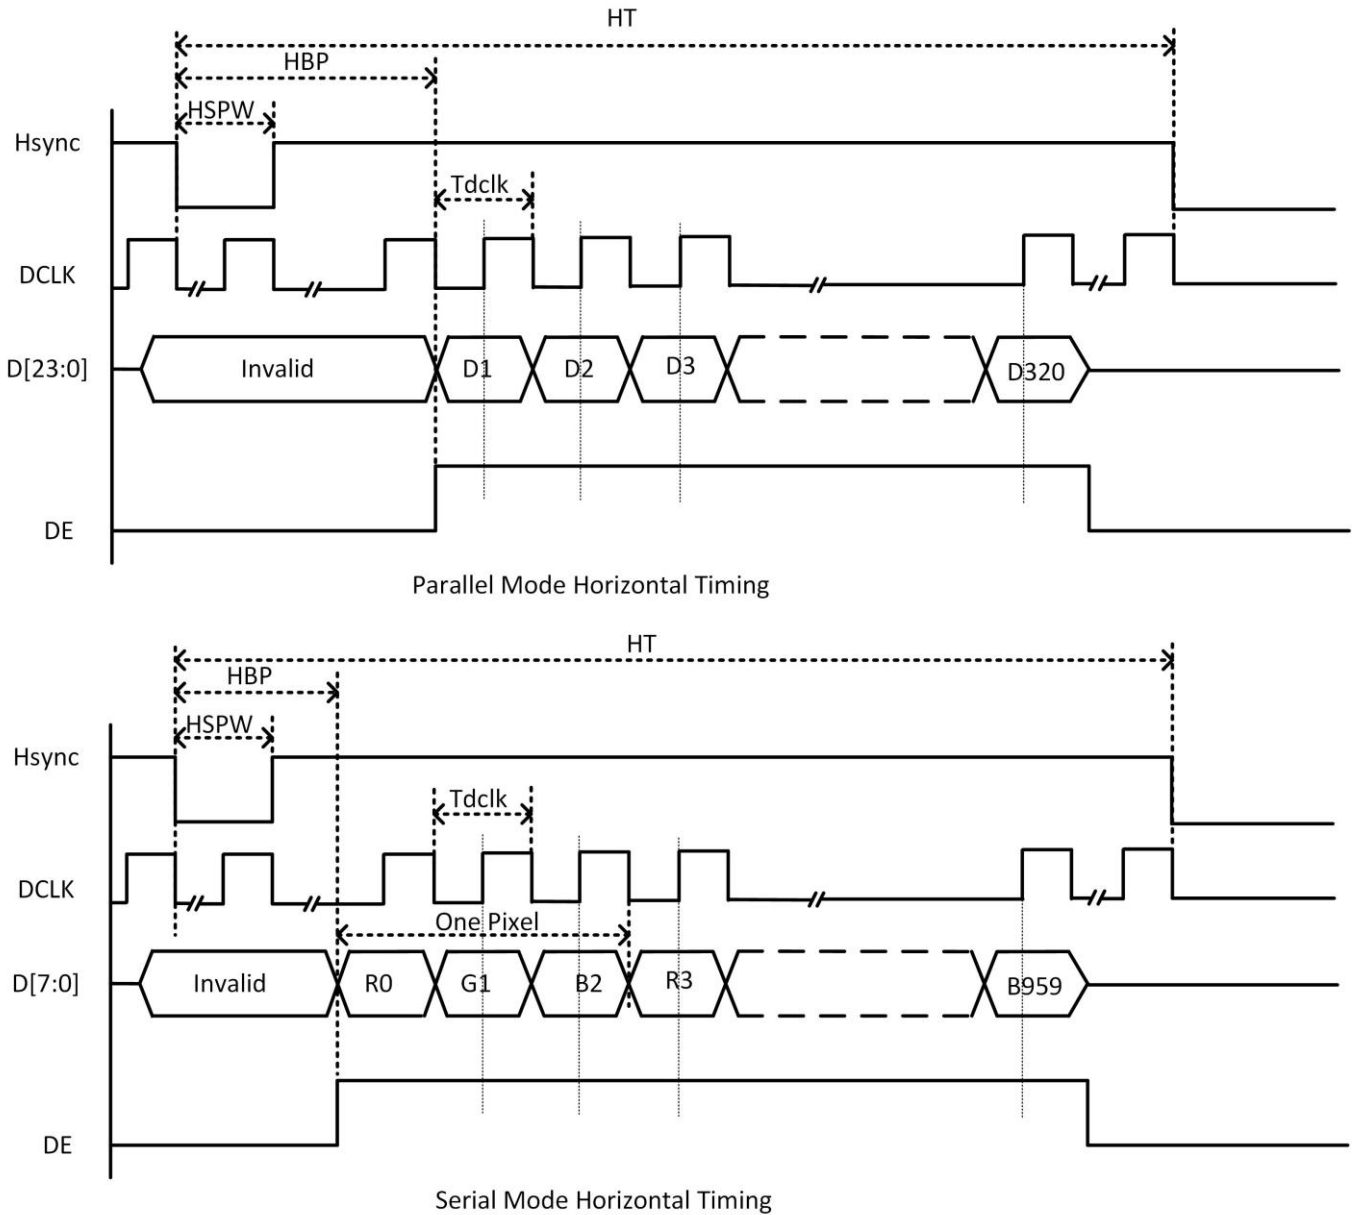 HT
HBP
HSPW
Hsync
Tdclk
DCLK
D[23:0] Invalid D1 D2 D3 D320
DE
Parallel Mode Horizontal Timing
HT
HBP
HSPW
Hsync
Tdclk
DCLK
One Pixel
D[7:0] Invalid R0 G1 B2 R3 B959
DE
Serial Mode Horizontal Timing